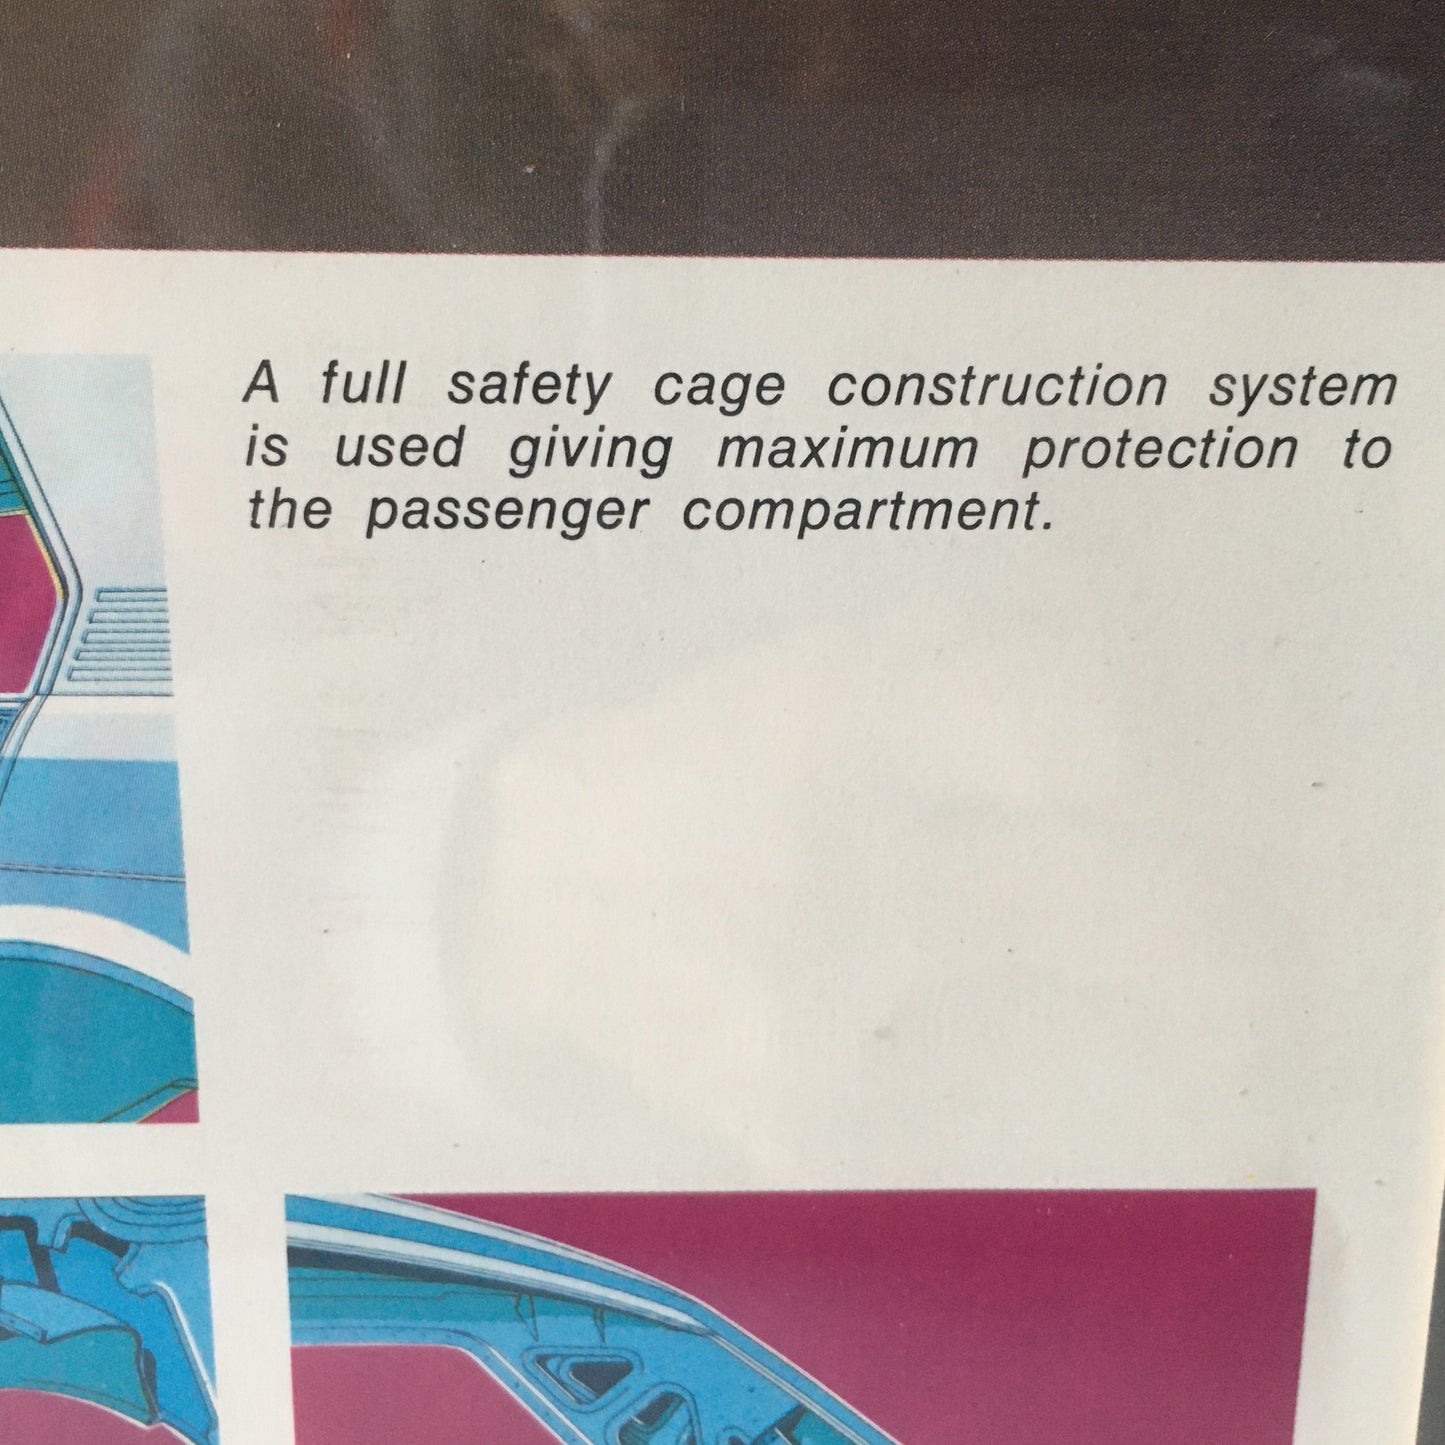 A full safety cage construction system
is used giving maximum protection to
the passenger compartment.